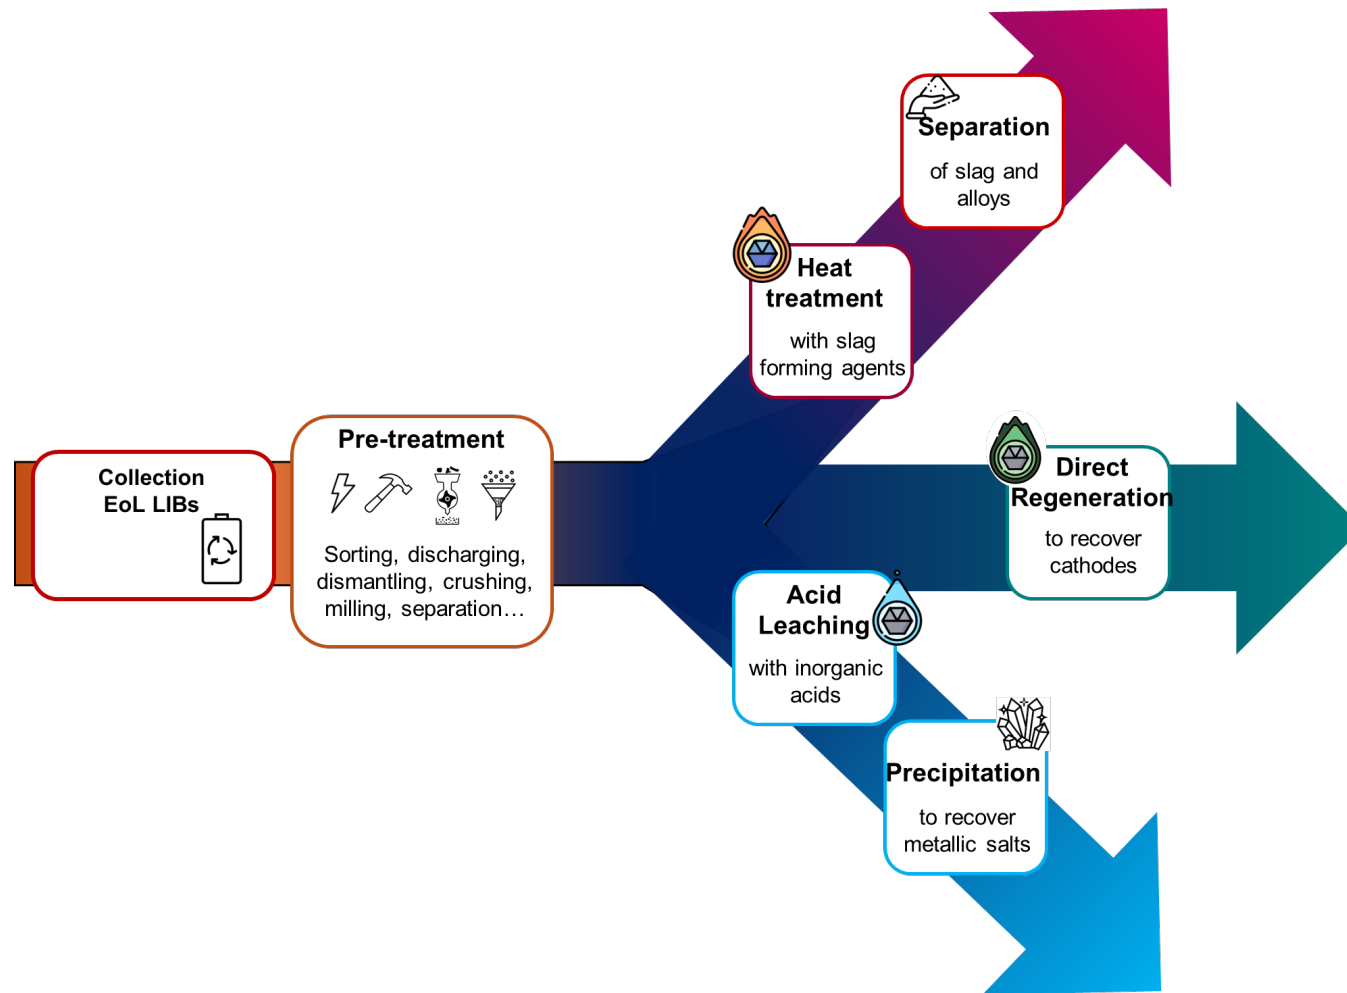 Collection
EoL LIBs
Pre-treatment
Sorting, discharging,
dismantling, crushing,
milling, separation...
Heat
treatment
with slag
forming agents
Separation
of slag and
alloys
Direct
Regeneration
to recover
cathodes
Acid
Leaching
with inorganic
acids
Precipitation
to recover
metallic salts